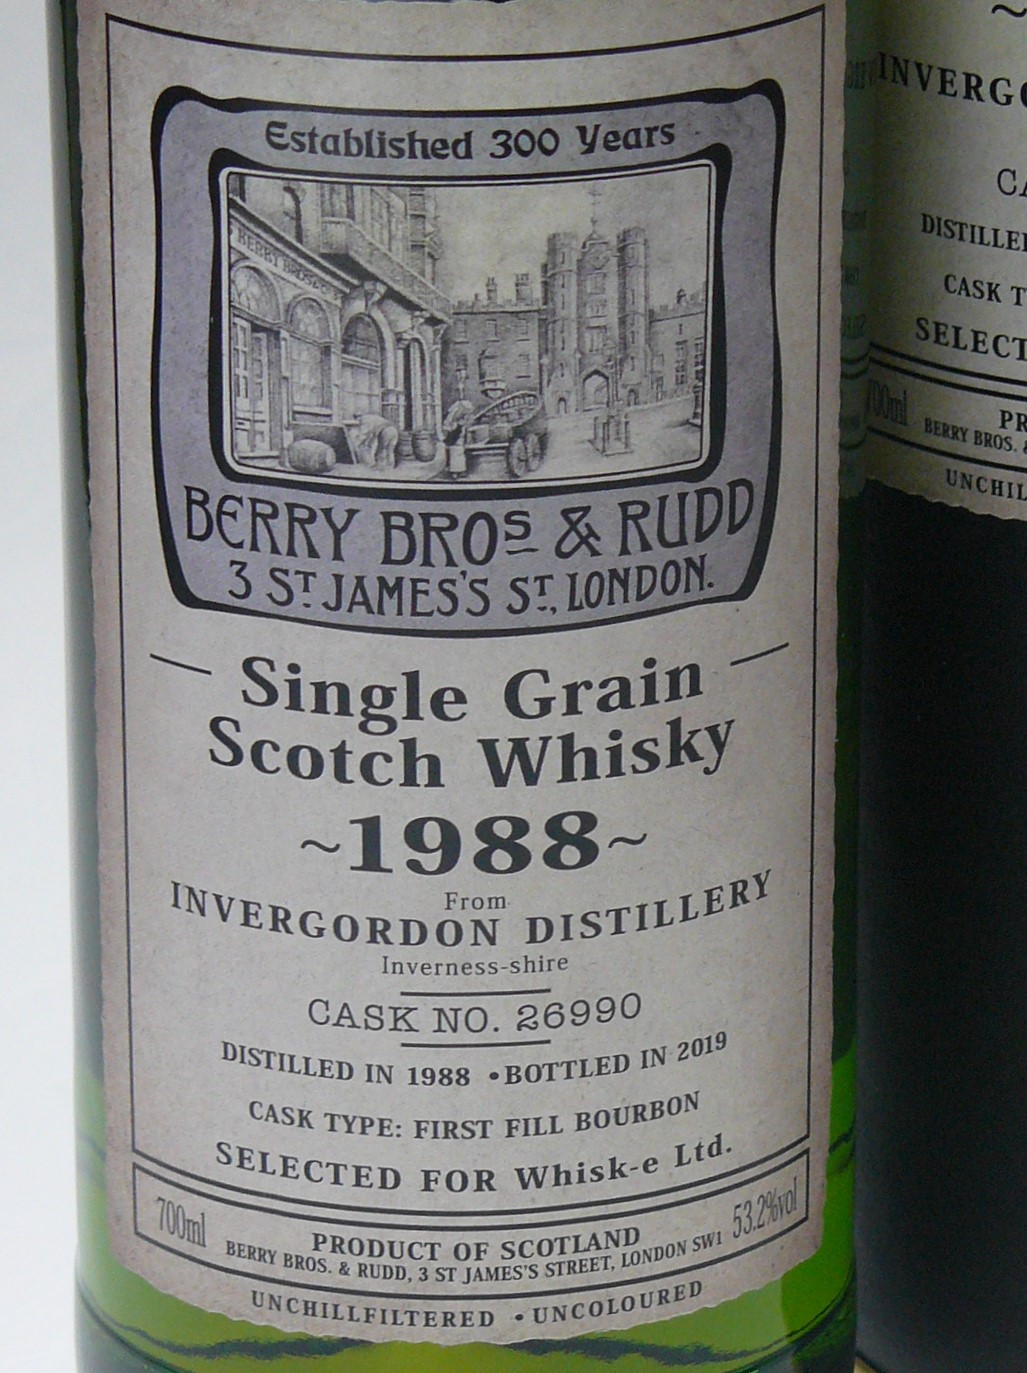 Established 300 Years
BERRY BROS & CO
BERRY BROS & RUDD
3 ST JAMES'S ST, LONDON.
Single Grain
Scotch Whisky
~1988~
From
INVERGORDON DISTILLERY
Inverness-shire
CASK NO. 26990
DISTILLED IN 1988 •BOTTLED IN 2019
CASK TYPE: FIRST FILL BOURBON
SELECTED FOR Whisk-e Ltd.
700ml
PRODUCT OF SCOTLAND
53.2%vol
BERRY BROS. & RUDD, 3 ST JAMES'S STREET, LONDON SW1
UNCHILLFILTERED • UNCOLOURED
~
INVERGO
CA
DISTILLE
CASK T
SELECT
700ml
PR
BERRY BROS. &
UNCHIL